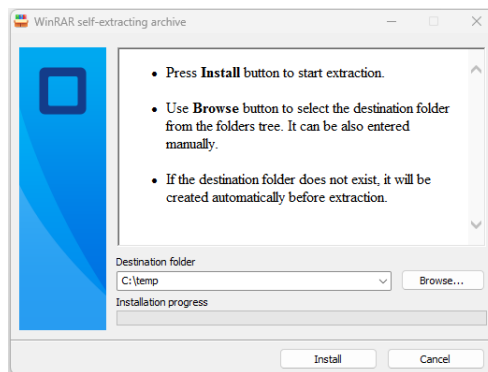 WinRAR self-extracting archive
• Press Install button to start extraction.
• Use Browse button to select the destination folder
from the folders tree. It can be also entered
manually.
• If the destination folder does not exist, it will be
created automatically before extraction.
Destination folder
C:\temp
Browse...
Installation progress
Install
Cancel